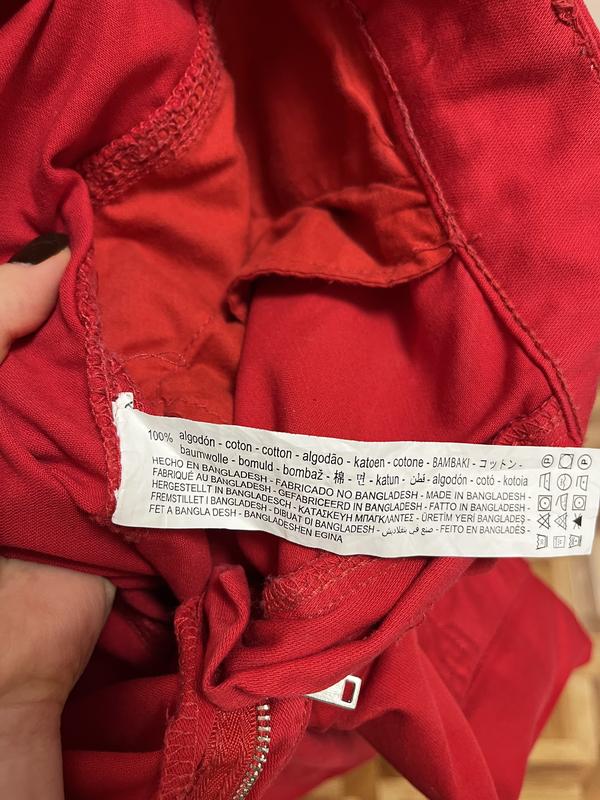 100% algodón - coton - cotton - algodão - katoen - cotone - BAMBAKI - コットン -
baumwolle - bomuld - bombaž - 棉 - 면 - katun - قطن - algodón - cotó - kotoia
HECHO EN BANGLADESH - FABRICADO NO BANGLADESH - MADE IN BANGLADESH -
FABRIQUÉ AU BANGLADESH - GEFABRICEERD IN BANGLADESH - FATTO IN BANGLADESH -
HERGESTELLT IN BANGLADESCH - ΚΑΤΑΣΚΕΥΗ ΜΠΑΓΚΛΑΝΤΕΖ - ÜRETİM YERİ BANGLADEŞ -
FREMSTILLET I BANGLADESH - DIBUAT DI BANGLADESH - صنع في بنغلاديش - FEITO EN BANGLADÉS -
FET A BANGLA DESH - BANGLADESHEN EGINA